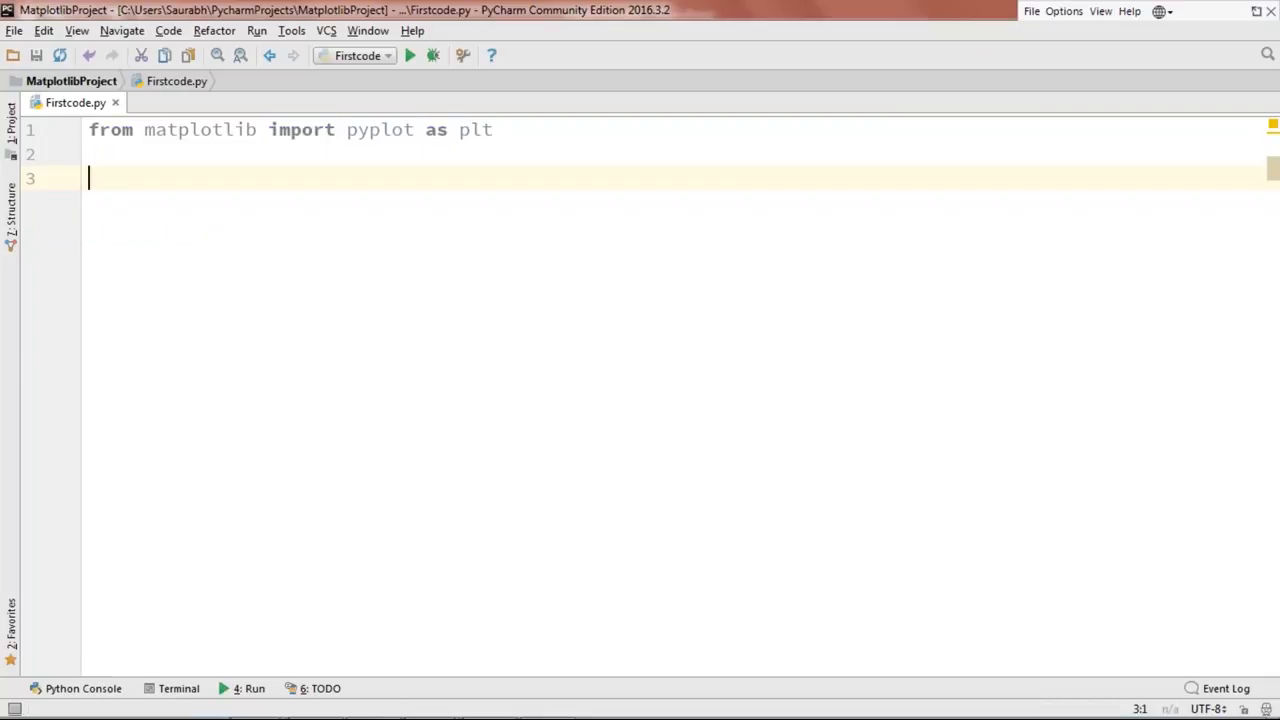 MatplotlibProject - [C:\Users\Saurabh\PycharmProjects\MatplotlibProject] - ...\Firstcode.py - PyCharm Community Edition 2016.3.2
File Options View Help
File Edit View Navigate Code Refactor Run Tools VCS Window Help
Firstcode
MatplotlibProject Firstcode.py
Firstcode.py
1: Project
7: Structure
2: Favorites
1 from matplotlib import pyplot as plt
2
3
Python Console Terminal 4: Run 6: TODO Event Log
3:1 n/a UTF-8